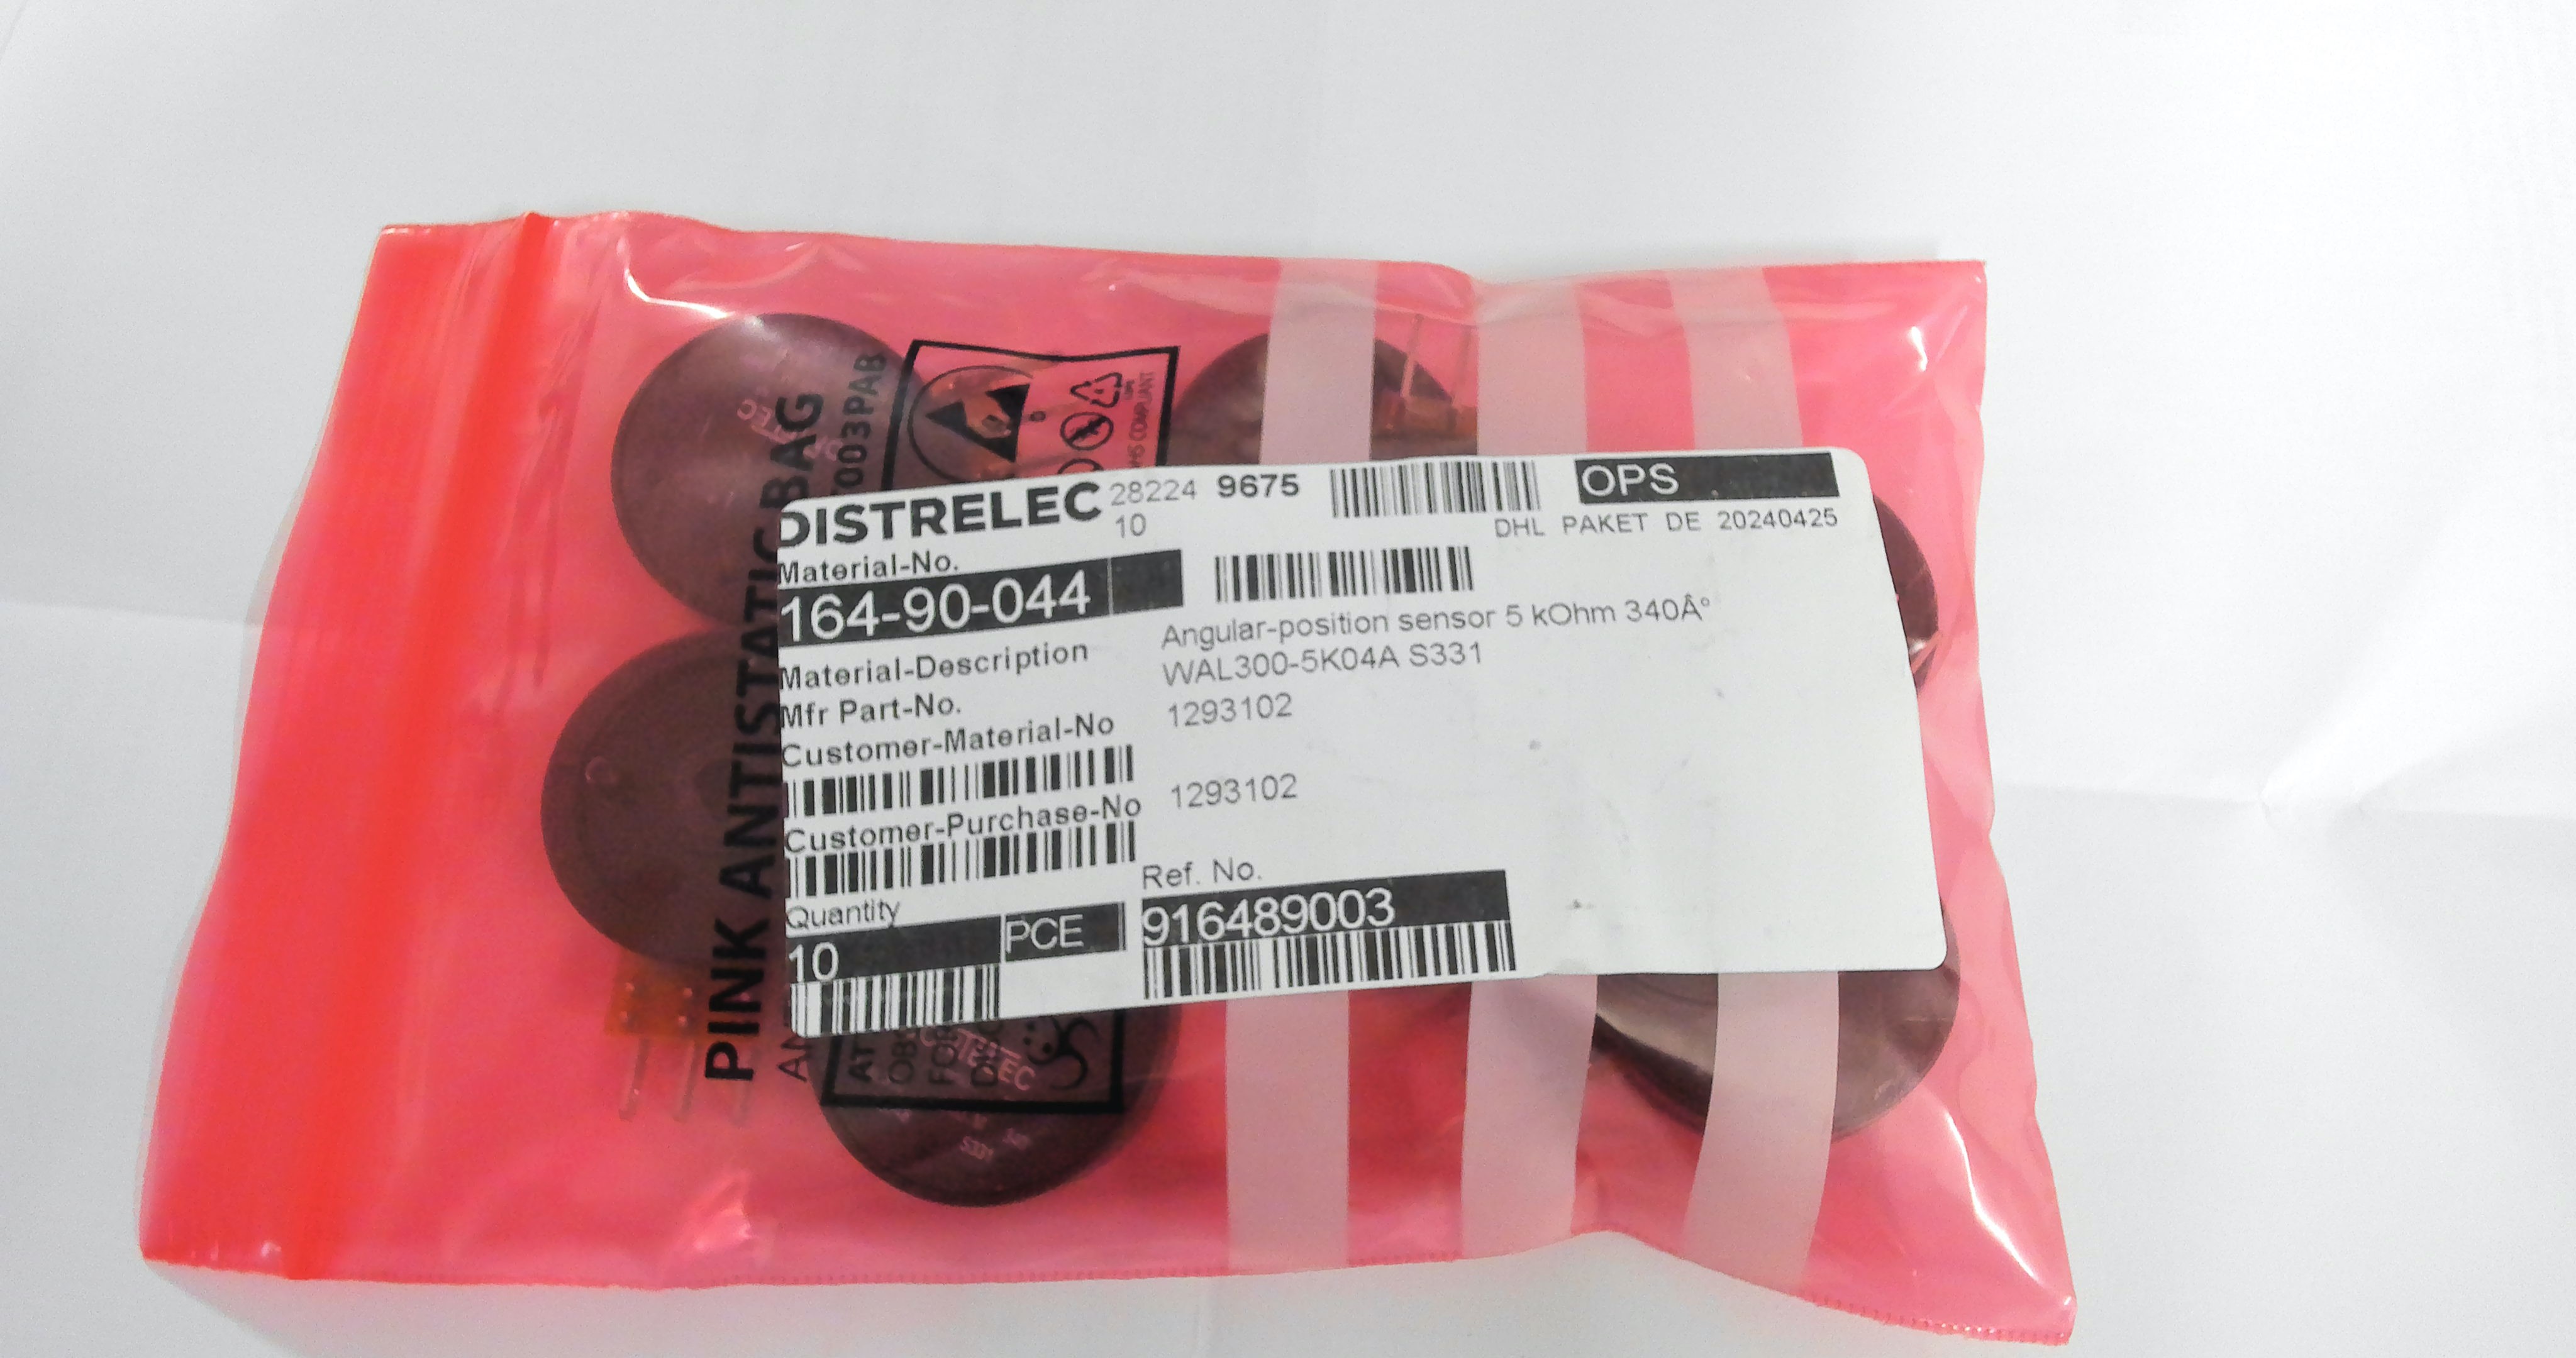 PINK ANTISTATIC BAG
DISTRELEC 28224 9675 OPS
10 DHL PAKET DE 20240425
Material-No.
164-90-044
Material-Description Angular-position sensor 5 kOhm 340Â°
Mfr Part-No. WAL300-5K04A S331
Customer-Material-No 1293102
Customer-Purchase-No 1293102
Quantity Ref. No.
10 PCE 916489003
S331